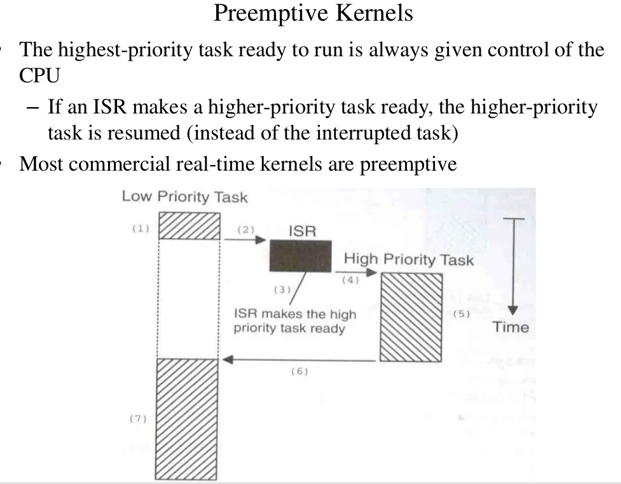 Preemptive Kernels
• The highest-priority task ready to run is always given control of the
CPU
– If an ISR makes a higher-priority task ready, the higher-priority
task is resumed (instead of the interrupted task)
• Most commercial real-time kernels are preemptive
Low Priority Task
(1)
(2)
ISR
High Priority Task
(3)
(4)
ISR makes the high
priority task ready
(5)
Time
(6)
(7)